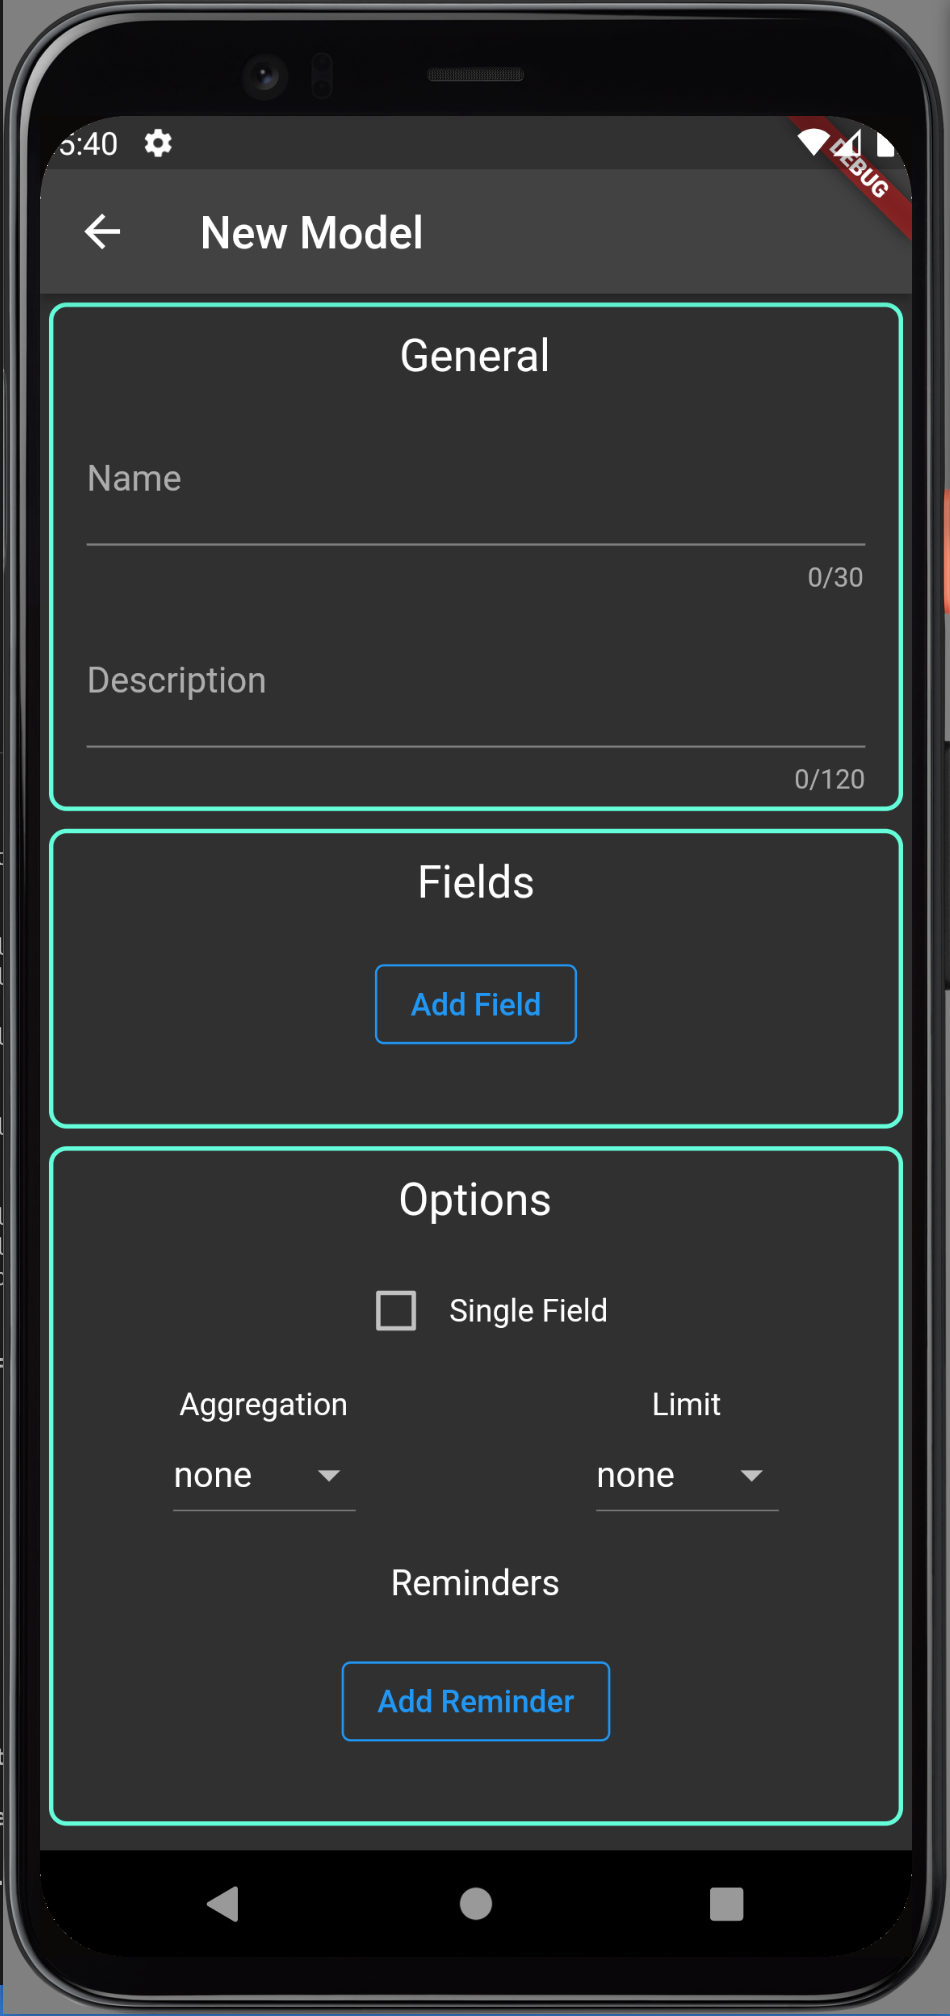 5:40
DEBUG
New Model
General
Name
0/30
Description
0/120
Fields
Add Field
Options
Single Field
Aggregation Limit
none none
Reminders
Add Reminder